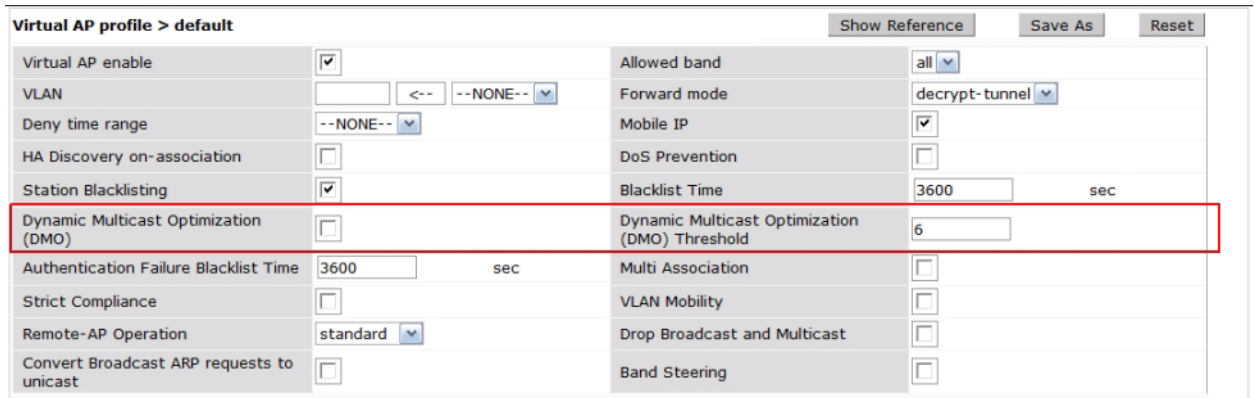 Virtual AP profile > default Show Reference Save As Reset
Virtual AP enable Allowed band all
VLAN <-- --NONE-- Forward mode decrypt-tunnel
Deny time range --NONE-- Mobile IP
HA Discovery on-association DoS Prevention
Station Blacklisting Blacklist Time 3600 sec
Dynamic Multicast Optimization (DMO) Dynamic Multicast Optimization (DMO) Threshold 6
Authentication Failure Blacklist Time 3600 sec Multi Association
Strict Compliance VLAN Mobility
Remote-AP Operation standard Drop Broadcast and Multicast
Convert Broadcast ARP requests to unicast Band Steering